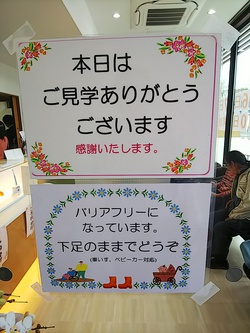 本日は
ご見学ありがとう
ございます
感謝いたします。
バリアフリーに
なっています。
下足のままでどうぞ
(車いす、ベビーカー対応)